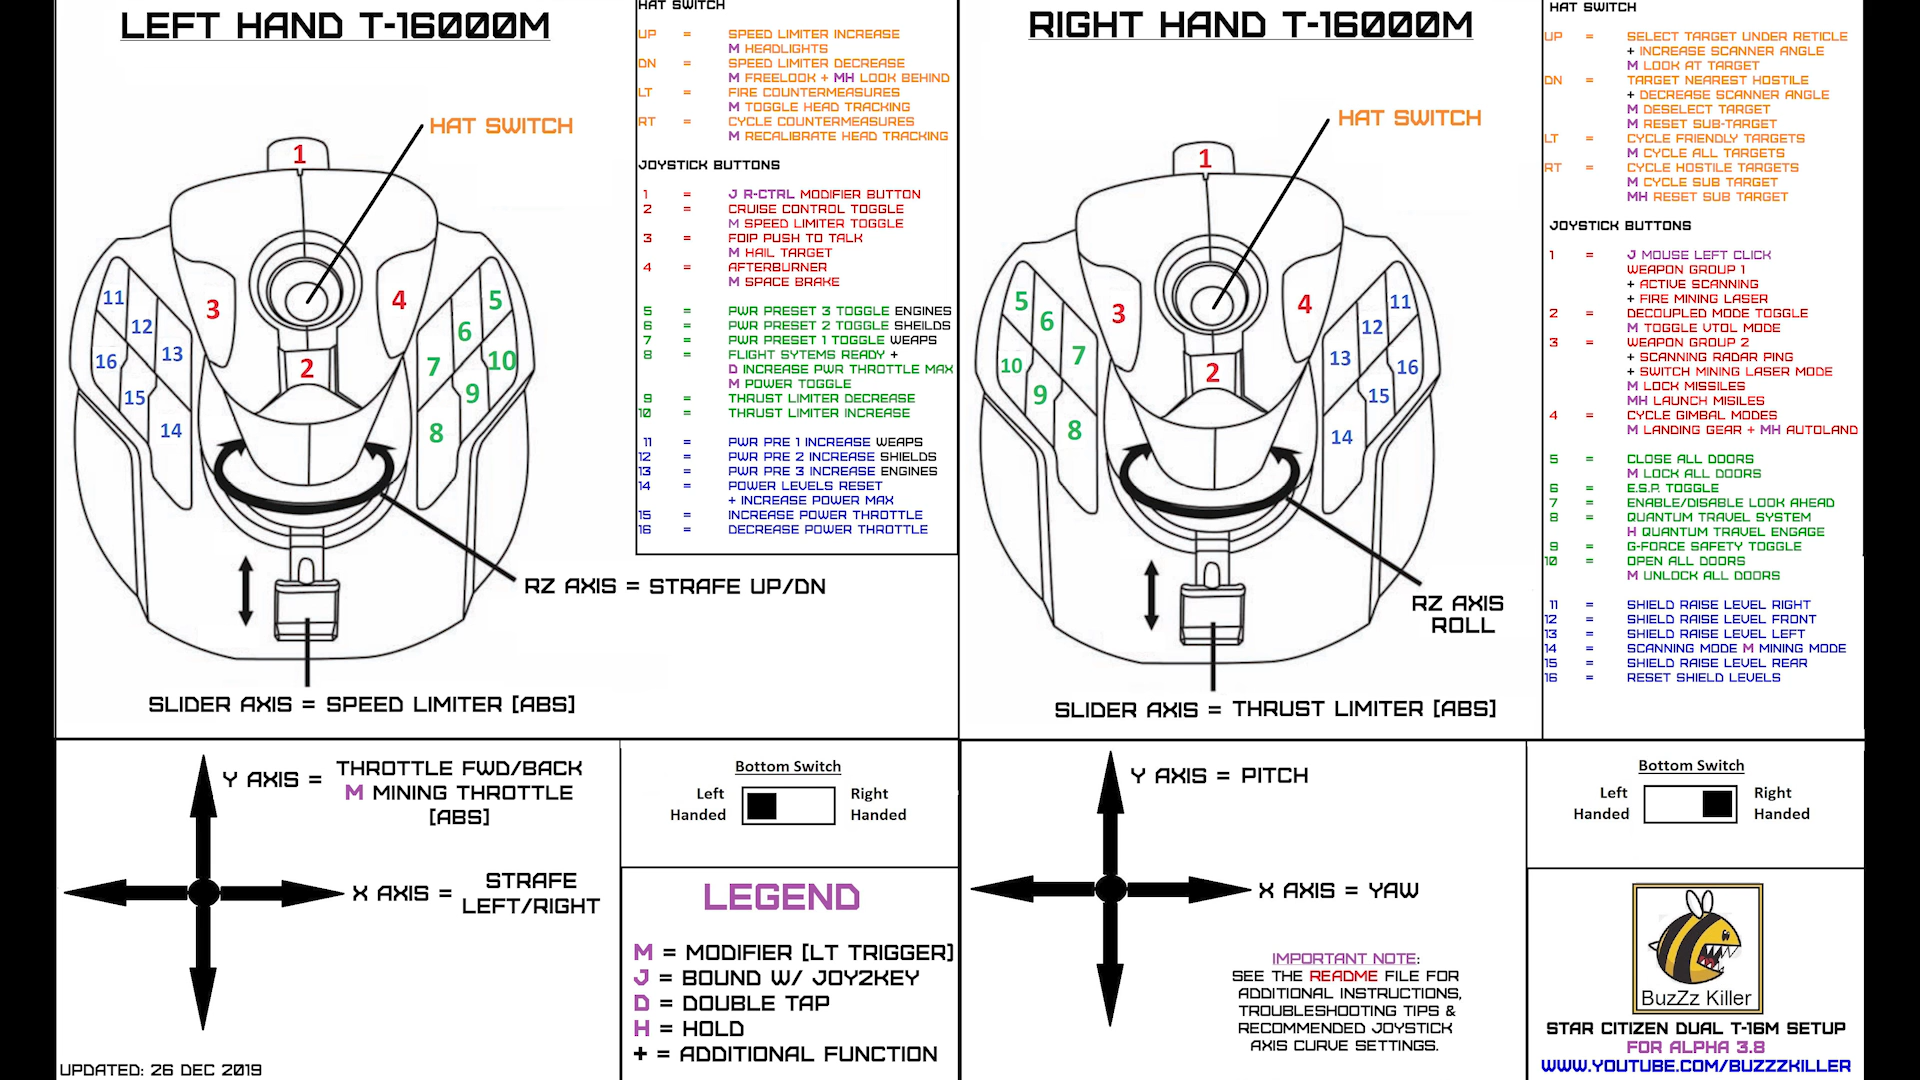 LEFT HAND T-16000M
HAT SWITCH
1
3
4
2
11
12
16
13
15
14
5
6
7
10
9
8
RZ AXIS = STRAFE UP/DN
SLIDER AXIS = SPEED LIMITER [ABS]
HAT SWITCH
UP = SPEED LIMITER INCREASE
M HEADLIGHTS
DN = SPEED LIMITER DECREASE
M FREELOOK + MH LOOK BEHIND
LT = FIRE COUNTERMEASURES
M TOGGLE HEAD TRACKING
RT = CYCLE COUNTERMEASURES
M RECALIBRATE HEAD TRACKING
JOYSTICK BUTTONS
1 = J R-CTRL MODIFIER BUTTON
2 = CRUISE CONTROL TOGGLE
M SPEED LIMITER TOGGLE
3 = FOIP PUSH TO TALK
M HAIL TARGET
4 = AFTERBURNER
M SPACE BRAKE
5 = PWR PRESET 3 TOGGLE ENGINES
6 = PWR PRESET 2 TOGGLE SHEILDS
7 = PWR PRESET 1 TOGGLE WEAPS
8 = FLIGHT SYTEMS READY +
D INCREASE PWR THROTTLE MAX
M POWER TOGGLE
9 = THRUST LIMITER DECREASE
10 = THRUST LIMITER INCREASE
11 = PWR PRE 1 INCREASE WEAPS
12 = PWR PRE 2 INCREASE SHIELDS
13 = PWR PRE 3 INCREASE ENGINES
14 = POWER LEVELS RESET
+ INCREASE POWER MAX
15 = INCREASE POWER THROTTLE
16 = DECREASE POWER THROTTLE
RIGHT HAND T-16000M
HAT SWITCH
1
3
4
2
5
6
7
10
9
8
11
12
13
16
15
14
RZ AXIS
ROLL
SLIDER AXIS = THRUST LIMITER [ABS]
HAT SWITCH
UP = SELECT TARGET UNDER RETICLE
+ INCREASE SCANNER ANGLE
M LOOK AT TARGET
DN = TARGET NEAREST HOSTILE
+ DECREASE SCANNER ANGLE
M DESELECT TARGET
M RESET SUB-TARGET
LT = CYCLE FRIENDLY TARGETS
M CYCLE ALL TARGETS
RT = CYCLE HOSTILE TARGETS
M CYCLE SUB TARGET
MH RESET SUB TARGET
JOYSTICK BUTTONS
1 = J MOUSE LEFT CLICK
WEAPON GROUP 1
+ ACTIVE SCANNING
+ FIRE MINING LASER
2 = DECOUPLED MODE TOGGLE
M TOGGLE VTOL MODE
3 = WEAPON GROUP 2
+ SCANNING RADAR PING
+ SWITCH MINING LASER MODE
M LOCK MISSILES
MH LAUNCH MISILES
4 = CYCLE GIMBAL MODES
M LANDING GEAR + MH AUTOLAND
5 = CLOSE ALL DOORS
M LOCK ALL DOORS
6 = E.S.P. TOGGLE
7 = ENABLE/DISABLE LOOK AHEAD
8 = QUANTUM TRAVEL SYSTEM
H QUANTUM TRAVEL ENGAGE
9 = G-FORCE SAFETY TOGGLE
10 = OPEN ALL DOORS
M UNLOCK ALL DOORS
11 = SHIELD RAISE LEVEL RIGHT
12 = SHIELD RAISE LEVEL FRONT
13 = SHIELD RAISE LEVEL LEFT
14 = SCANNING MODE M MINING MODE
15 = SHIELD RAISE LEVEL REAR
16 = RESET SHIELD LEVELS
Y AXIS = THROTTLE FWD/BACK
M MINING THROTTLE
[ABS]
X AXIS = STRAFE
LEFT/RIGHT
UPDATED: 26 DEC 2019
Bottom Switch
Left Handed
Right Handed
LEGEND
M = MODIFIER [LT TRIGGER]
J = BOUND W/ JOY2KEY
D = DOUBLE TAP
H = HOLD
+ = ADDITIONAL FUNCTION
Y AXIS = PITCH
X AXIS = YAW
IMPORTANT NOTE:
SEE THE README FILE FOR
ADDITIONAL INSTRUCTIONS,
TROUBLESHOOTING TIPS &
RECOMMENDED JOYSTICK
AXIS CURVE SETTINGS.
Bottom Switch
Left Handed
Right Handed
BuzZz Killer
STAR CITIZEN DUAL T-16M SETUP
FOR ALPHA 3.8
WWW.YOUTUBE.COM/BUZZZKILLER